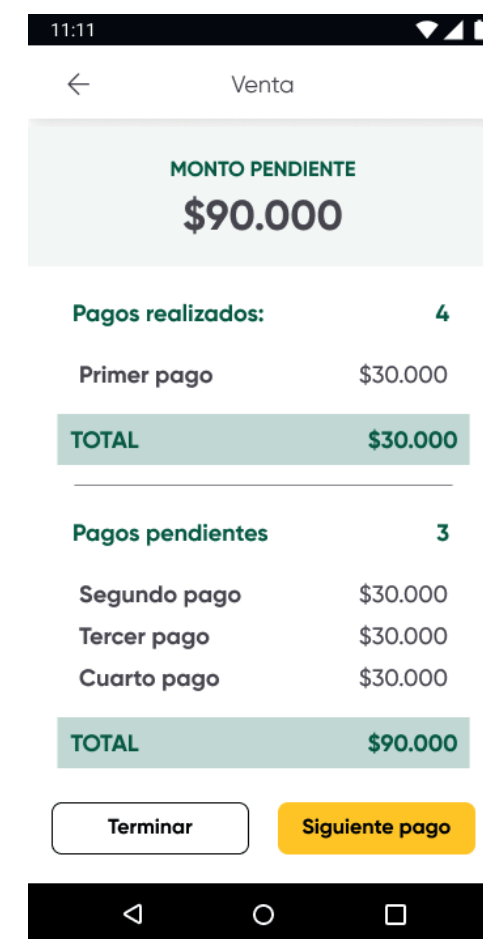 11:11
Venta
MONTO PENDIENTE
$90.000
Pagos realizados: 4
Primer pago $30.000
TOTAL $30.000
Pagos pendientes 3
Segundo pago $30.000
Tercer pago $30.000
Cuarto pago $30.000
TOTAL $90.000
Terminar Siguiente pago